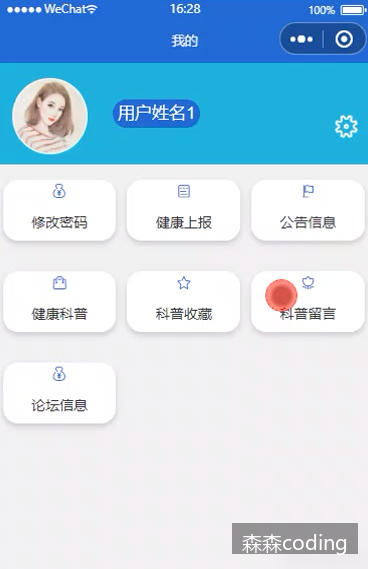 WeChat 16:28 100%
我的
用户姓名1
修改密码 健康上报 公告信息
健康科普 科普收藏 科普留言
论坛信息
森森coding